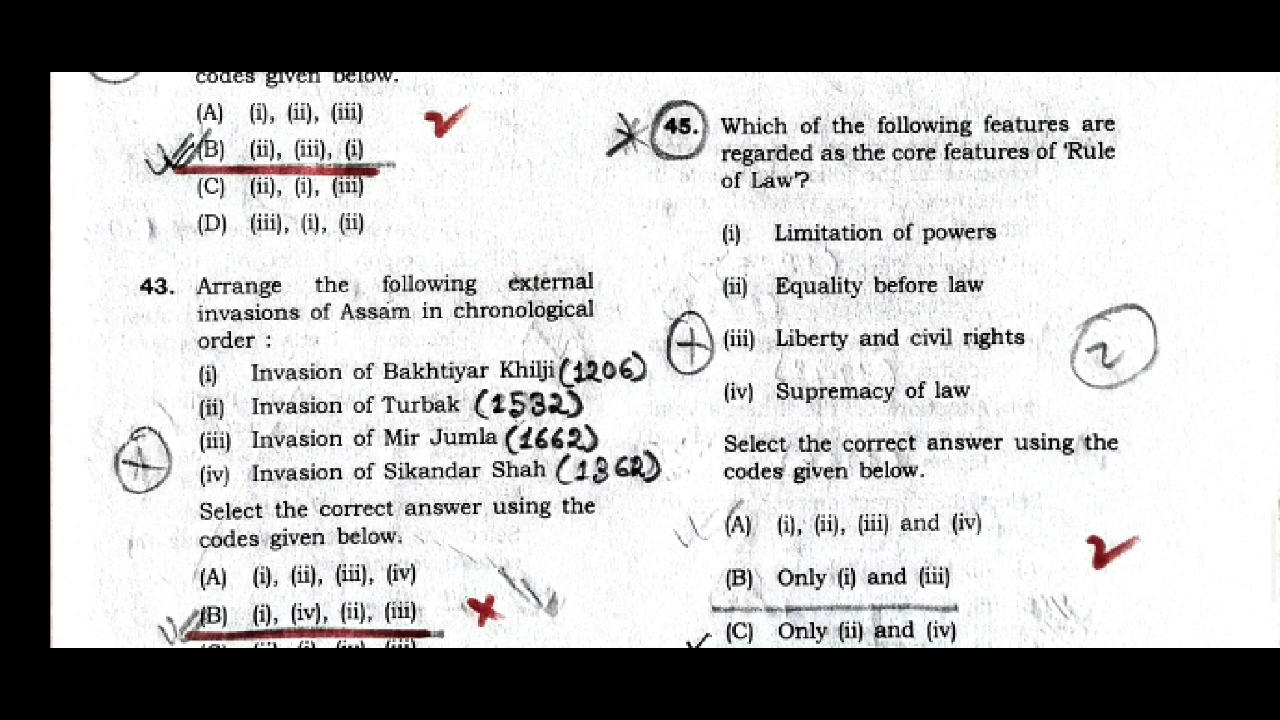 codes given below.
(A) (i), (ii), (iii)
(B) (ii), (iii), (i)
(C) (ii), (i), (iii)
(D) (iii), (i), (ii)
43. Arrange the following external
invasions of Assam in chronological
order :
(i) Invasion of Bakhtiyar Khilji (1206)
(ii) Invasion of Turbak (1532)
(iii) Invasion of Mir Jumla (1662)
(iv) Invasion of Sikandar Shah (1362)
Select the correct answer using the
codes given below.
(A) (i), (ii), (iii), (iv)
(B) (i), (iv), (ii), (iii)
45. Which of the following features are
regarded as the core features of ‘Rule
of Law’?
(i) Limitation of powers
(ii) Equality before law
(iii) Liberty and civil rights
2
(iv) Supremacy of law
Select the correct answer using the
codes given below.
(A) (i), (ii), (iii) and (iv)
(B) Only (i) and (iii)
(C) Only (ii) and (iv)